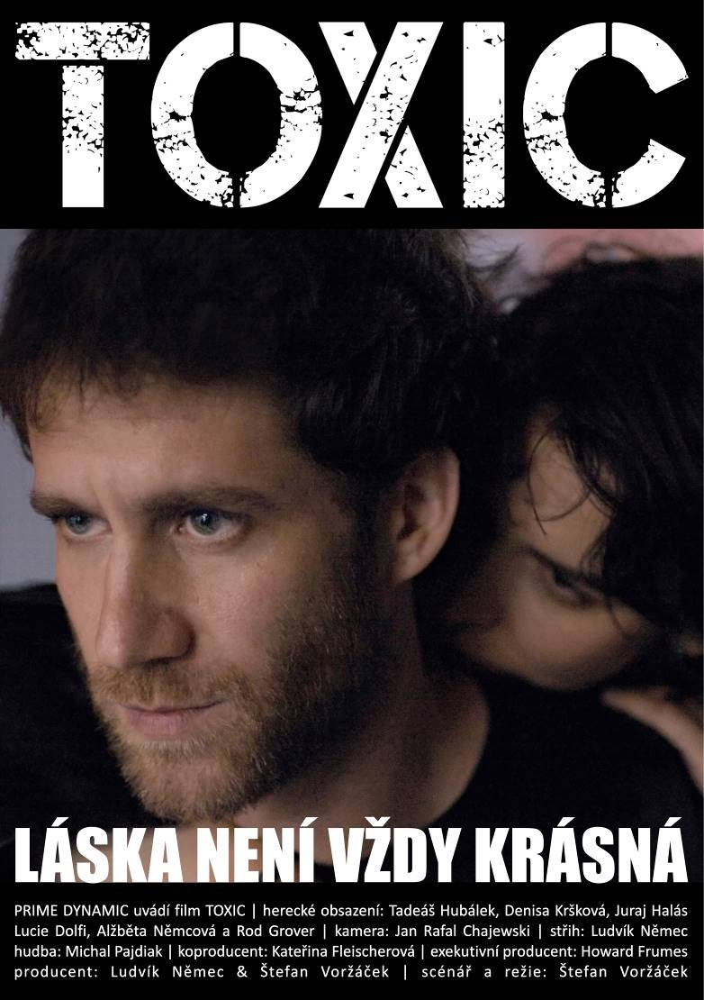 TOXIC
LÁSKA NENÍ VŽDY KRÁSNÁ
PRIME DYNAMIC uvádí film TOXIC | herecké obsazení: Tadeáš Hubálek, Denisa Kršková, Juraj Halás
Lucie Dolfi, Alžběta Němcová a Rod Grover | kamera: Jan Rafal Chajewski | střih: Ludvík Němec
hudba: Michal Pajdiak | koproducent: Kateřina Fleischerová | exekutivní producent: Howard Frumes
producent: Ludvík Němec & Štefan Voržáček | scénář a režie: Štefan Voržáček